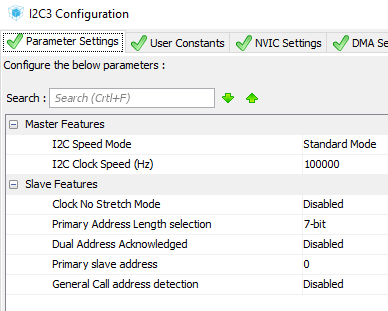 I2C3 Configuration
Parameter Settings User Constants NVIC Settings DMA Se
Configure the below parameters :
Search : Search (Crtl+F)
Master Features
I2C Speed Mode Standard Mode
I2C Clock Speed (Hz) 100000
Slave Features
Clock No Stretch Mode Disabled
Primary Address Length selection 7-bit
Dual Address Acknowledged Disabled
Primary slave address 0
General Call address detection Disabled